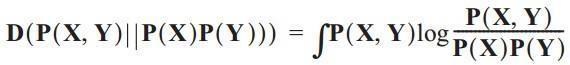 D(P(X, Y)||P(X)P(Y))) = ∫P(X, Y)log P(X, Y)/P(X)P(Y)